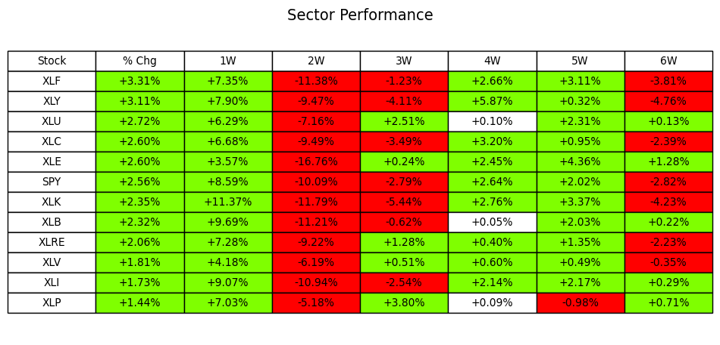 Sector Performance
Stock % Chg 1W 2W 3W 4W 5W 6W
XLF +3.31% +7.35% -11.38% -1.23% +2.66% +3.11% -3.81%
XLY +3.11% +7.90% -9.47% -4.11% +5.87% +0.32% -4.76%
XLU +2.72% +6.29% -7.16% +2.51% +0.10% +2.31% +0.13%
XLC +2.60% +6.68% -9.49% -3.49% +3.20% +0.95% -2.39%
XLE +2.60% +3.57% -16.76% +0.24% +2.45% +4.36% +1.28%
SPY +2.56% +8.59% -10.09% -2.79% +2.64% +2.02% -2.82%
XLK +2.35% +11.37% -11.79% -5.44% +2.76% +3.37% -4.23%
XLB +2.32% +9.69% -11.21% -0.62% +0.05% +2.03% +0.22%
XLRE +2.06% +7.28% -9.22% +1.28% +0.40% +1.35% -2.23%
XLV +1.81% +4.18% -6.19% +0.51% +0.60% +0.49% -0.35%
XLI +1.73% +9.07% -10.94% -2.54% +2.14% +2.17% +0.29%
XLP +1.44% +7.03% -5.18% +3.80% +0.09% -0.98% +0.71%